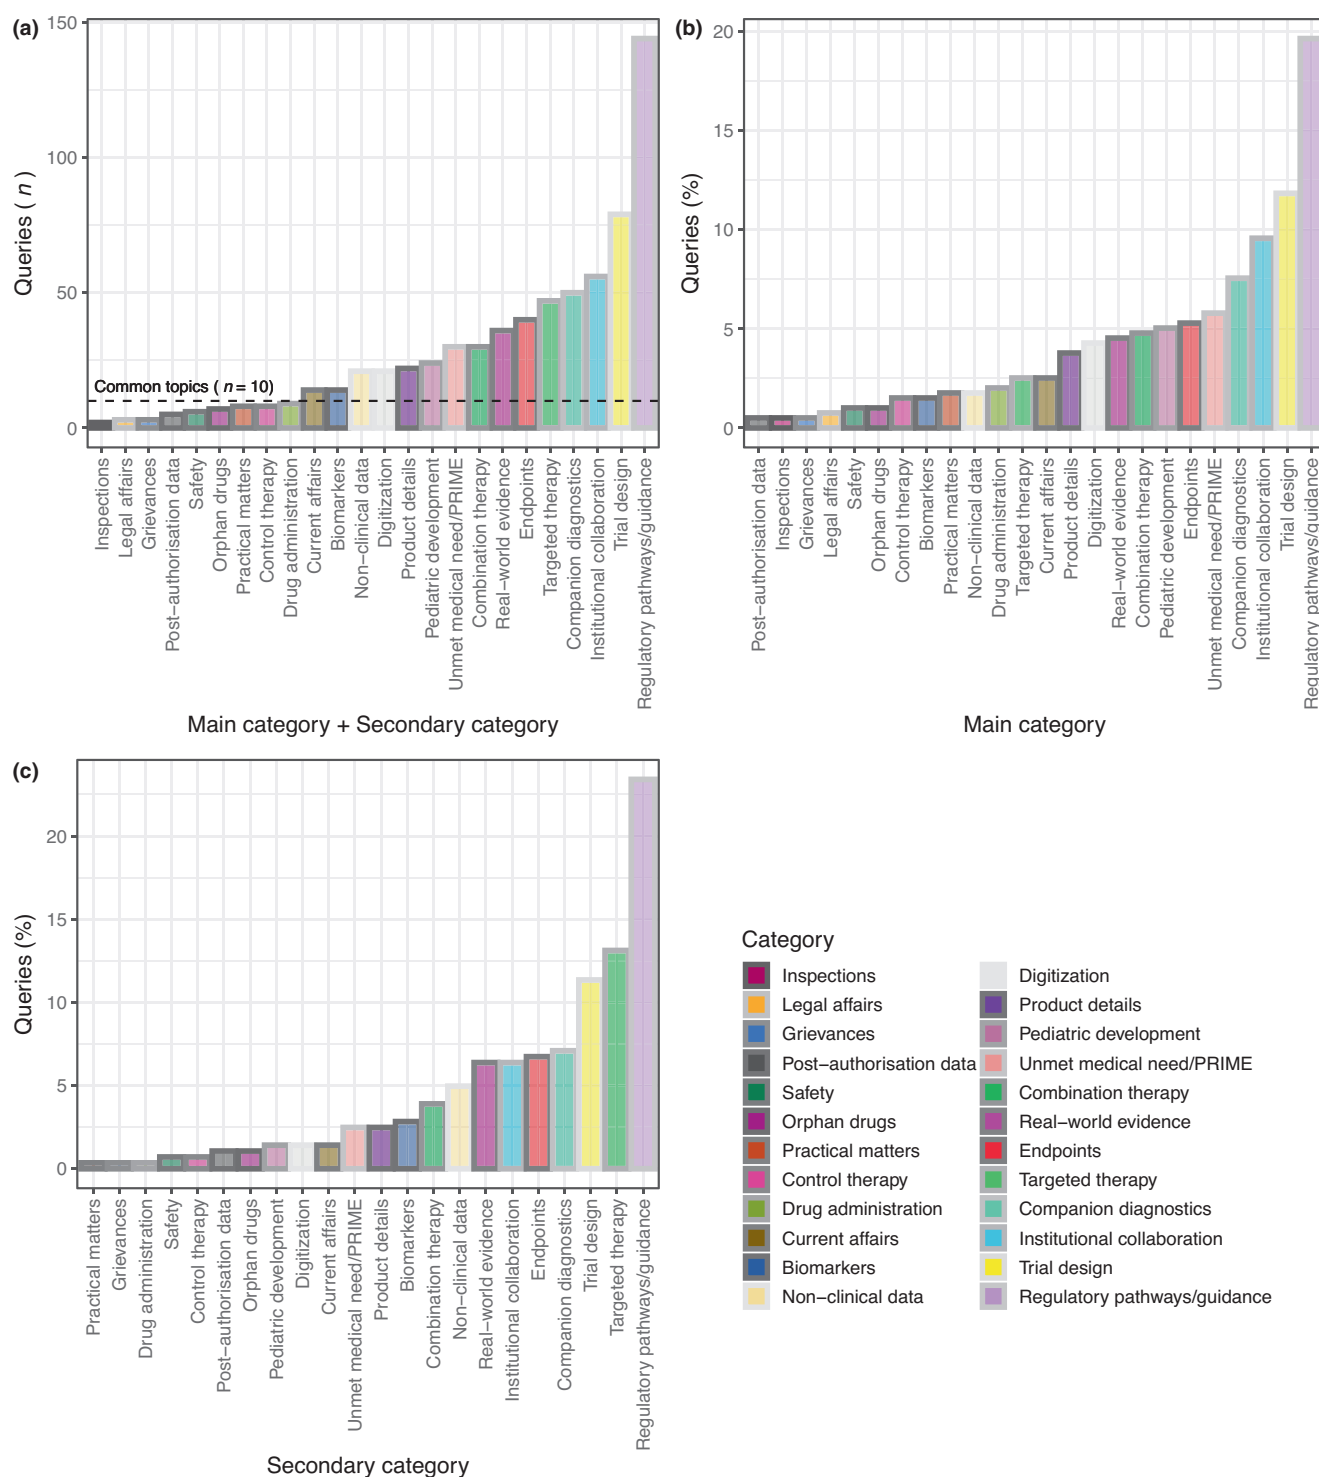 (a)
150
100
50
0
Queries ( n )
Common topics ( n = 10)
Inspections
Legal affairs
Grievances
Post−authorisation data
Safety
Orphan drugs
Practical matters
Control therapy
Drug administration
Current affairs
Biomarkers
Non−clinical data
Digitization
Product details
Pediatric development
Unmet medical need/PRIME
Combination therapy
Real−world evidence
Endpoints
Targeted therapy
Companion diagnostics
Institutional collaboration
Trial design
Regulatory pathways/guidance
Main category + Secondary category
(b)
20
15
10
5
0
Queries (%)
Post−authorisation data
Inspections
Grievances
Legal affairs
Safety
Orphan drugs
Control therapy
Biomarkers
Practical matters
Non−clinical data
Drug administration
Targeted therapy
Current affairs
Product details
Digitization
Real−world evidence
Combination therapy
Pediatric development
Endpoints
Unmet medical need/PRIME
Companion diagnostics
Institutional collaboration
Trial design
Regulatory pathways/guidance
Main category
(c)
20
15
10
5
0
Queries (%)
Practical matters
Grievances
Drug administration
Safety
Control therapy
Post−authorisation data
Orphan drugs
Pediatric development
Digitization
Current affairs
Unmet medical need/PRIME
Product details
Biomarkers
Combination therapy
Non−clinical data
Real−world evidence
Institutional collaboration
Endpoints
Companion diagnostics
Trial design
Targeted therapy
Regulatory pathways/guidance
Secondary category
Category
Inspections
Legal affairs
Grievances
Post−authorisation data
Safety
Orphan drugs
Practical matters
Control therapy
Drug administration
Current affairs
Biomarkers
Non−clinical data
Digitization
Product details
Pediatric development
Unmet medical need/PRIME
Combination therapy
Real−world evidence
Endpoints
Targeted therapy
Companion diagnostics
Institutional collaboration
Trial design
Regulatory pathways/guidance